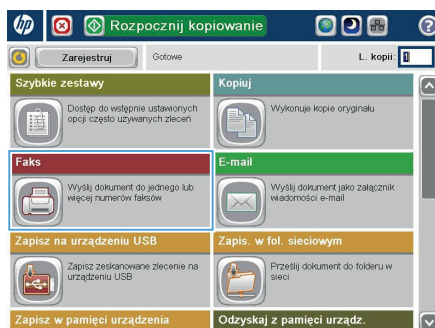 hp
Rozpocznij kopiowanie
?
Zarejestruj
Gotowe
L. kopii: 1
Szybkie zestawy
Dostęp do wstępnie ustawionych
opcji często używanych zleceń
Kopiuj
Wykonuje kopie oryginału
Faks
Wyślij dokument do jednego lub
więcej numerów faksów
E-mail
Wyślij dokument jako załącznik
wiadomości e-mail
Zapisz na urządzeniu USB
Zapisz zeskanowane zlecenie na
urządzeniu USB
Zapis. w fol. sieciowym
Prześlij dokument do folderu w
sieci
Zapisz w pamięci urządzenia
Odzyskaj z pamięci urządz.